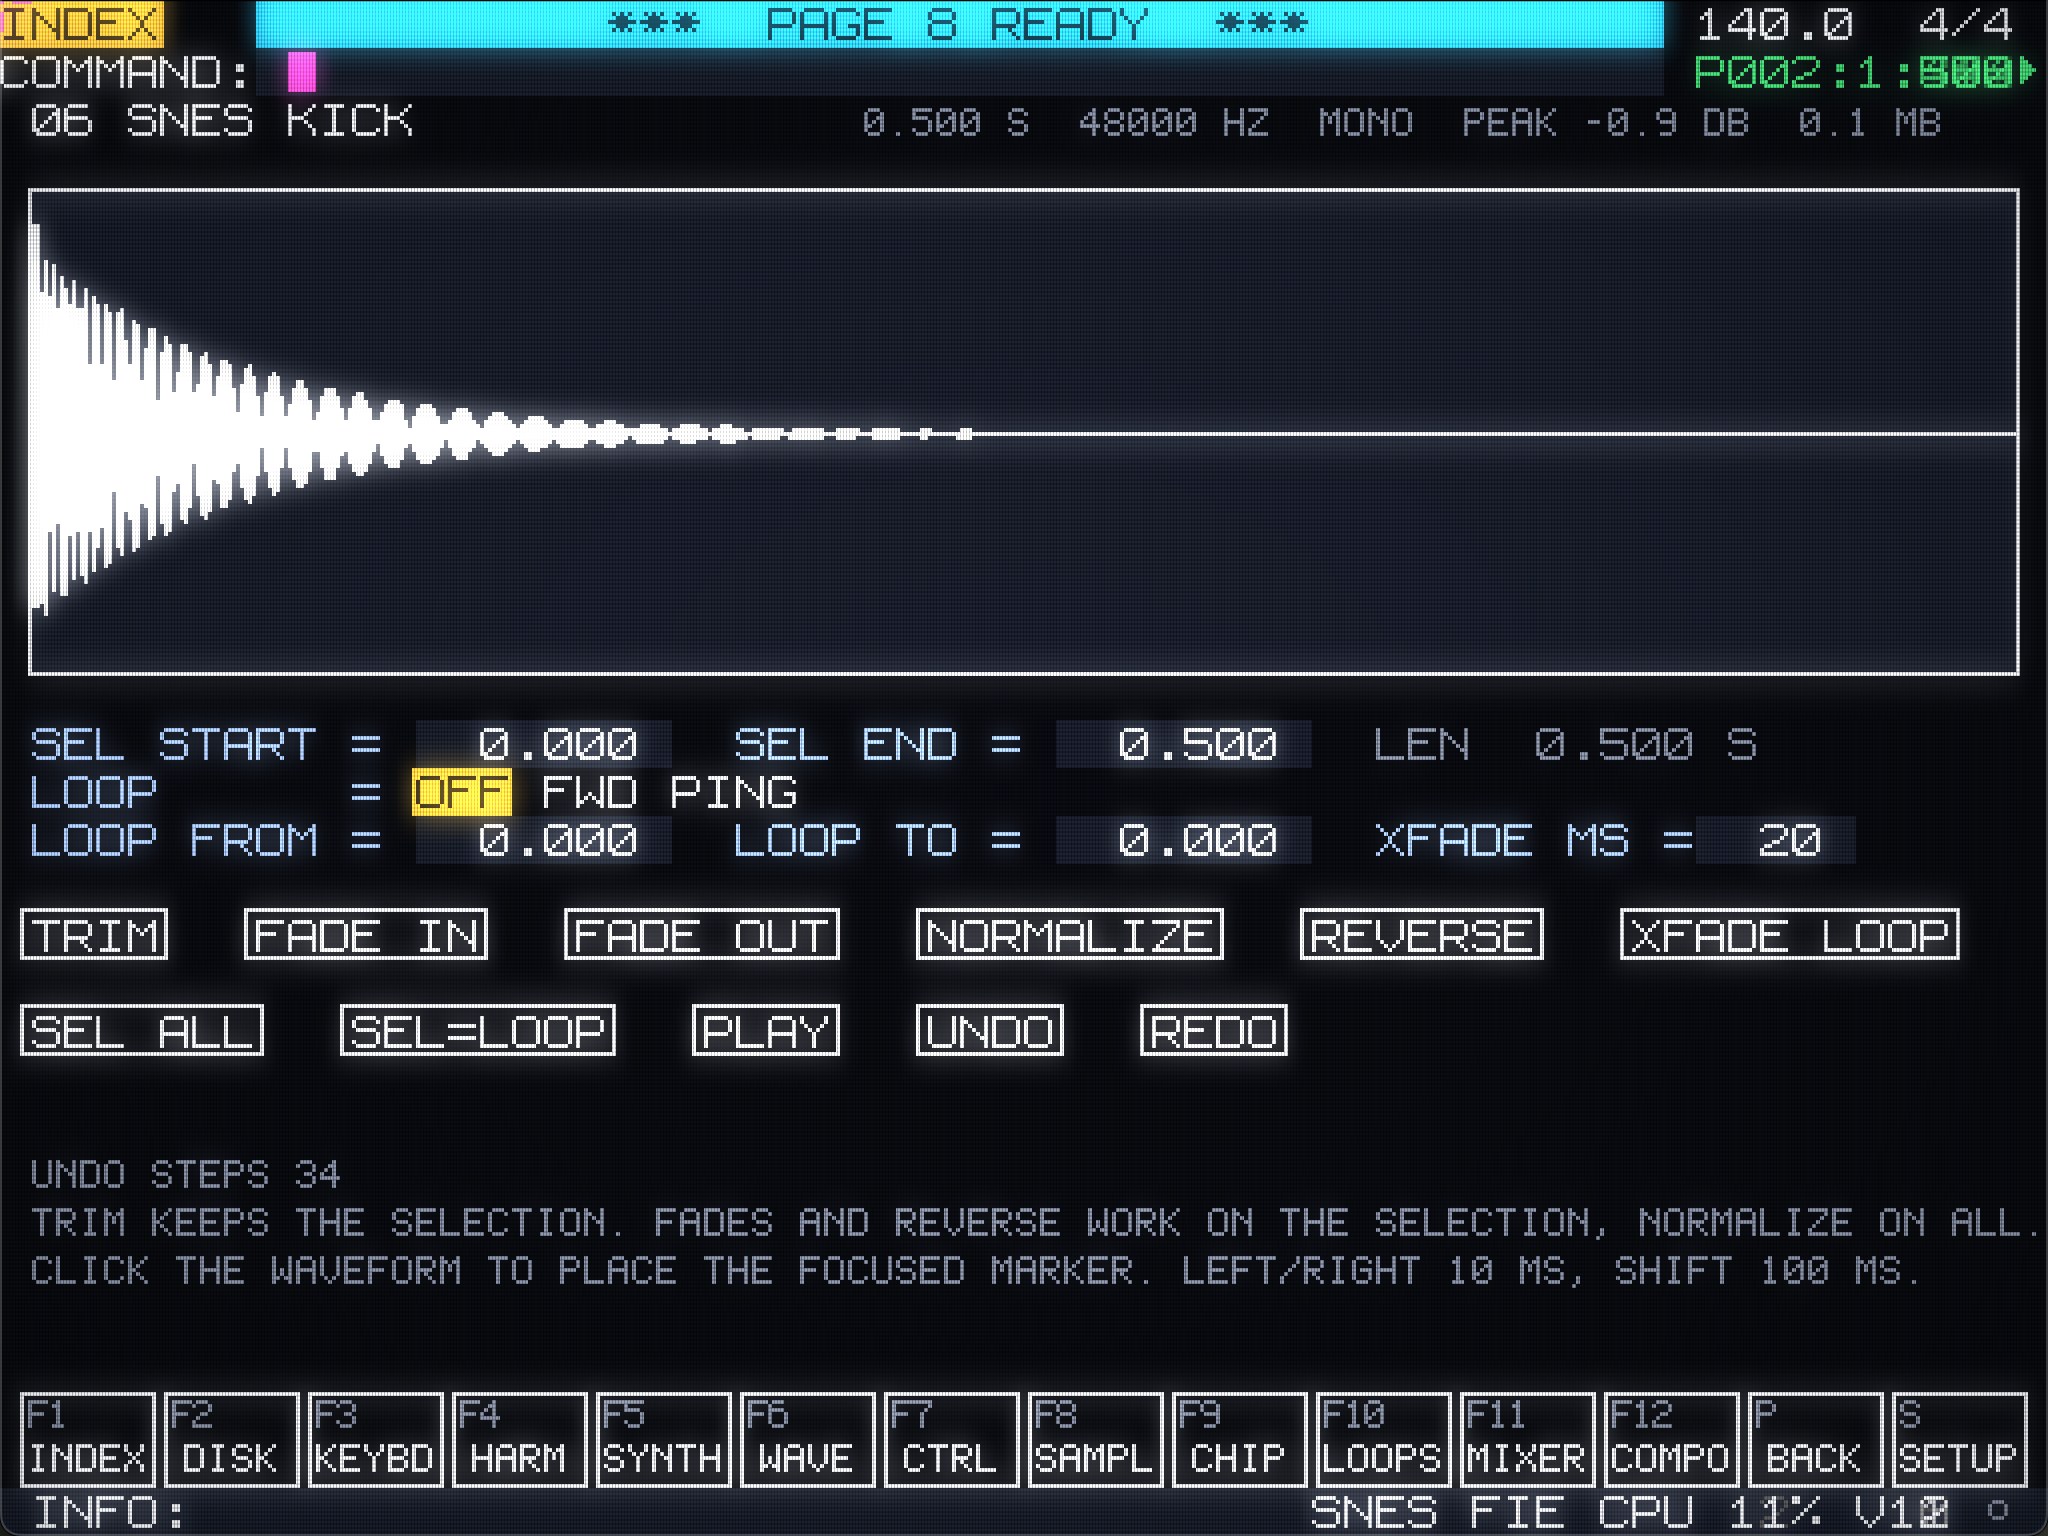 INDEX *** PAGE 8 READY *** 140.0 4/4
COMMAND: P002:1:
06 SNES KICK 0.500 S 48000 HZ MONO PEAK -0.9 DB 0.1 MB
SEL START = 0.000 SEL END = 0.500 LEN 0.500 S
LOOP = OFF FWD PING
LOOP FROM = 0.000 LOOP TO = 0.000 XFADE MS = 20
TRIM FADE IN FADE OUT NORMALIZE REVERSE XFADE LOOP
SEL ALL SEL=LOOP PLAY UNDO REDO
UNDO STEPS 34
TRIM KEEPS THE SELECTION. FADES AND REVERSE WORK ON THE SELECTION, NORMALIZE ON ALL.
CLICK THE WAVEFORM TO PLACE THE FOCUSED MARKER. LEFT/RIGHT 10 MS, SHIFT 100 MS.
F1 F2 F3 F4 F5 F6 F7 F8 F9 F10 F11 F12 P S
INDEX DISK KEYBD HARM SYNTH WAVE CTRL SAMPL CHIP LOOPS MIXER COMPO BACK SETUP
INFO: SNES FIE CPU 11%